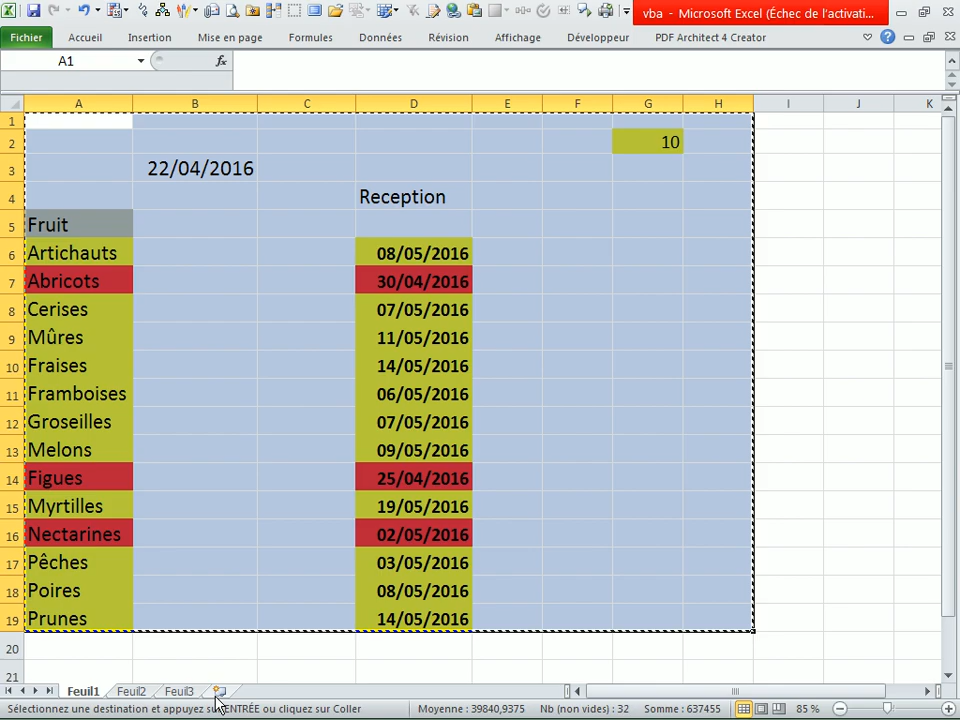 vba - Microsoft Excel (Échec de l'activati...
Fichier Accueil Insertion Mise en page Formules Données Révision Affichage Développeur PDF Architect 4 Creator
A1 fx
A B C D E F G H I J K
1
2 10
3 22/04/2016
4 Reception
5 Fruit
6 Artichauts 08/05/2016
7 Abricots 30/04/2016
8 Cerises 07/05/2016
9 Mûres 11/05/2016
10 Fraises 14/05/2016
11 Framboises 06/05/2016
12 Groseilles 07/05/2016
13 Melons 09/05/2016
14 Figues 25/04/2016
15 Myrtilles 19/05/2016
16 Nectarines 02/05/2016
17 Pêches 03/05/2016
18 Poires 08/05/2016
19 Prunes 14/05/2016
20
21
Feuil1 Feuil2 Feuil3
Sélectionnez une destination et appuyez sur ENTRÉE ou cliquez sur Coller Moyenne : 39840,9375 Nb (non vides) : 32 Somme : 637455 85 %